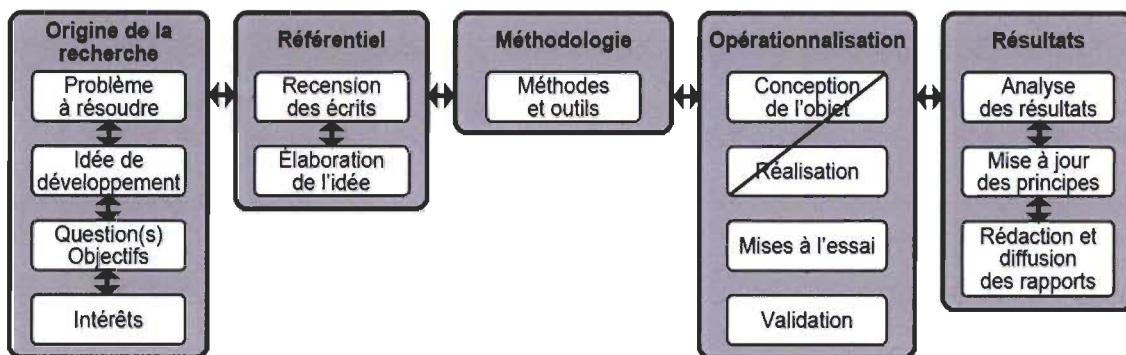 Origine de la
recherche
Problème
à résoudre
Idée de
développement
Question(s)
Objectifs
Intérêts
Référentiel
Recension
des écrits
Élaboration
de l'idée
Méthodologie
Méthodes
et outils
Opérationnalisation
Conception
de l'objet
Réalisation
Mises à l'essai
Validation
Résultats
Analyse
des résultats
Mise à jour
des principes
Rédaction et
diffusion
des rapports